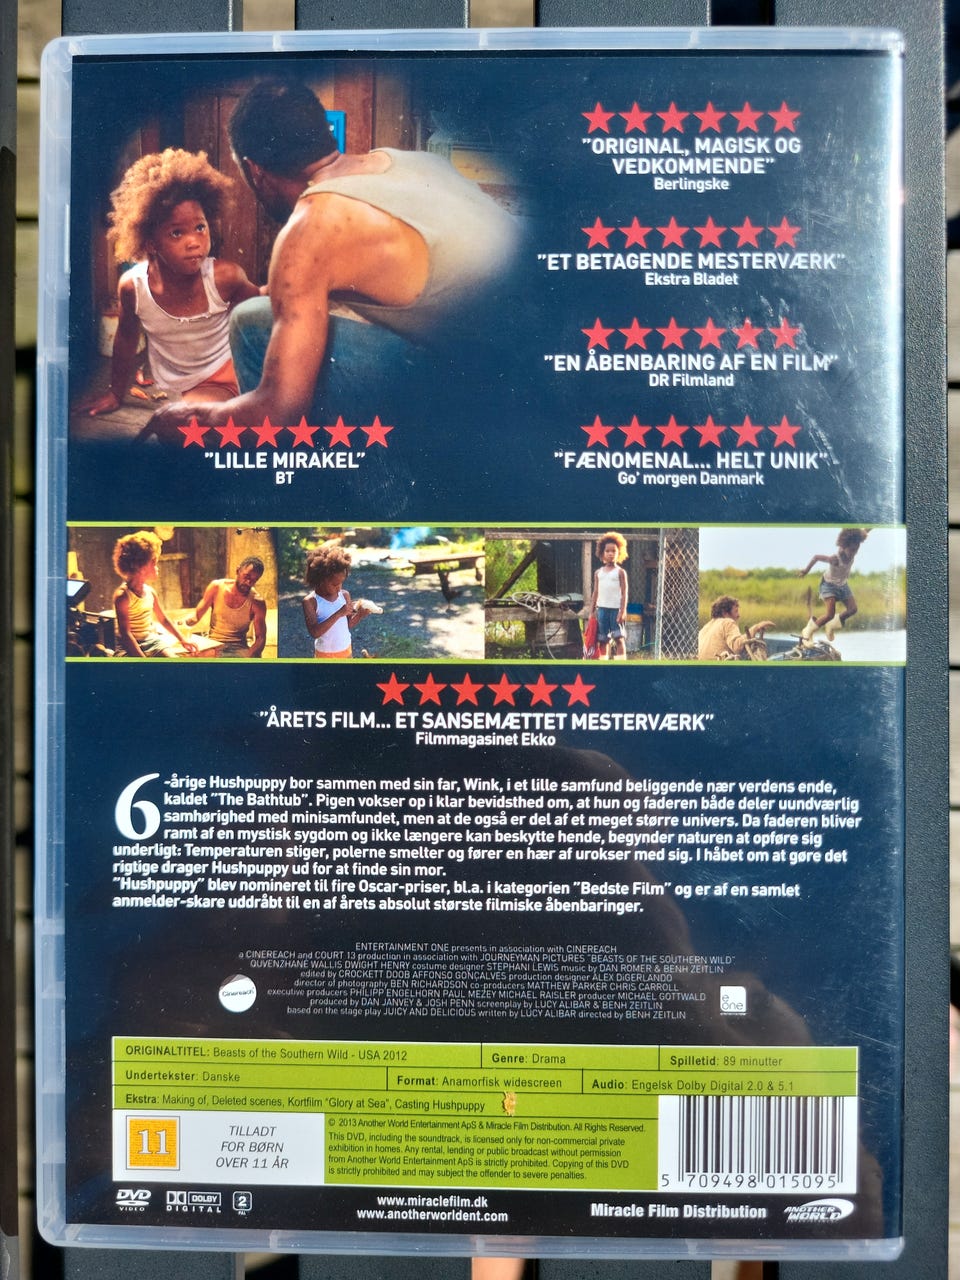 "ORIGINAL, MAGISK OG
VEDKOMMENDE"
Berlingske
"ET BETAGENDE MESTERVÆRK"
Ekstra Bladet
"EN ÅBENBARING AF EN FILM"
DR Filmland
"LILLE MIRAKEL"
BT
"FÆNOMENAL... HELT UNIK"
Go' morgen Danmark
"ÅRETS FILM... ET SANSEMÆTTET MESTERVÆRK"
Filmmagasinet Ekko
6-årige Hushpuppy bor sammen med sin far, Wink, i et lille samfund beliggende nær verdens ende,
kaldet "The Bathtub". Pigen vokser op i klar bevidsthed om, at hun og faderen både deler uundværlig
samhørighed med minisamfundet, men at de også er del af et meget større univers. Da faderen bliver
ramt af en mystisk sygdom og ikke længere kan beskytte hende, begynder naturen at opføre sig
underligt: Temperaturen stiger, polerne smelter og fører en hær af urokser med sig. I håbet om at gøre det
rigtige drager Hushpuppy ud for at finde sin mor.
"Hushpuppy" blev nomineret til fire Oscar-priser, bl.a. i kategorien "Bedste Film" og er af en samlet
anmelder-skare uddråbt til en af årets absolut største filmiske åbenbaringer.
ENTERTAINMENT ONE presents in association with CINEREACH
a CINEREACH and COURT 13 production in association with JOURNEYMAN PICTURES "BEASTS OF THE SOUTHERN WILD"
QUVENZHANE WALLIS DWIGHT HENRY costume designer STEPHANI LEWIS music by DAN ROMER & BENH ZEITLIN
edited by CROCKETT DOOB AFFONSO GONÇALVES production designer ALEX DiGERLANDO
director of photography BEN RICHARDSON co-producers MATTHEW PARKER CHRIS CARROLL
executive producers PHILIPP ENGELHORN PAUL MEZEY MICHAEL RAISLER producer MICHAEL GOTTWALD
produced by DAN JANVEY & JOSH PENN screenplay by LUCY ALIBAR & BENH ZEITLIN
based on the stage play JUICY AND DELICIOUS written by LUCY ALIBAR directed by BENH ZEITLIN
Cinereach
e one
ORIGINALTITEL: Beasts of the Southern Wild - USA 2012
Genre: Drama
Spilletid: 89 minutter
Undertekster: Danske
Format: Anamorfisk widescreen
Audio: Engelsk Dolby Digital 2.0 & 5.1
Ekstra: Making of, Deleted scenes, Kortfilm "Glory at Sea", Casting Hushpuppy
11
TILLADT
FOR BØRN
OVER 11 ÅR
© 2013 Another World Entertainment ApS & Miracle Film Distribution. All Rights Reserved.
This DVD, including the soundtrack, is licensed only for non-commercial private
exhibition in homes. Any rental, lending or public broadcast without permission
from Another World Entertainment ApS is strictly prohibited. Copying of this DVD
is strictly prohibited and may subject the offender to severe penalties.
5 709498 015095
DVD
VIDEO
DOLBY
DIGITAL
2
PAL
www.miraclefilm.dk
www.anotherworldent.com
Miracle Film Distribution
ANOTHER
WORLD